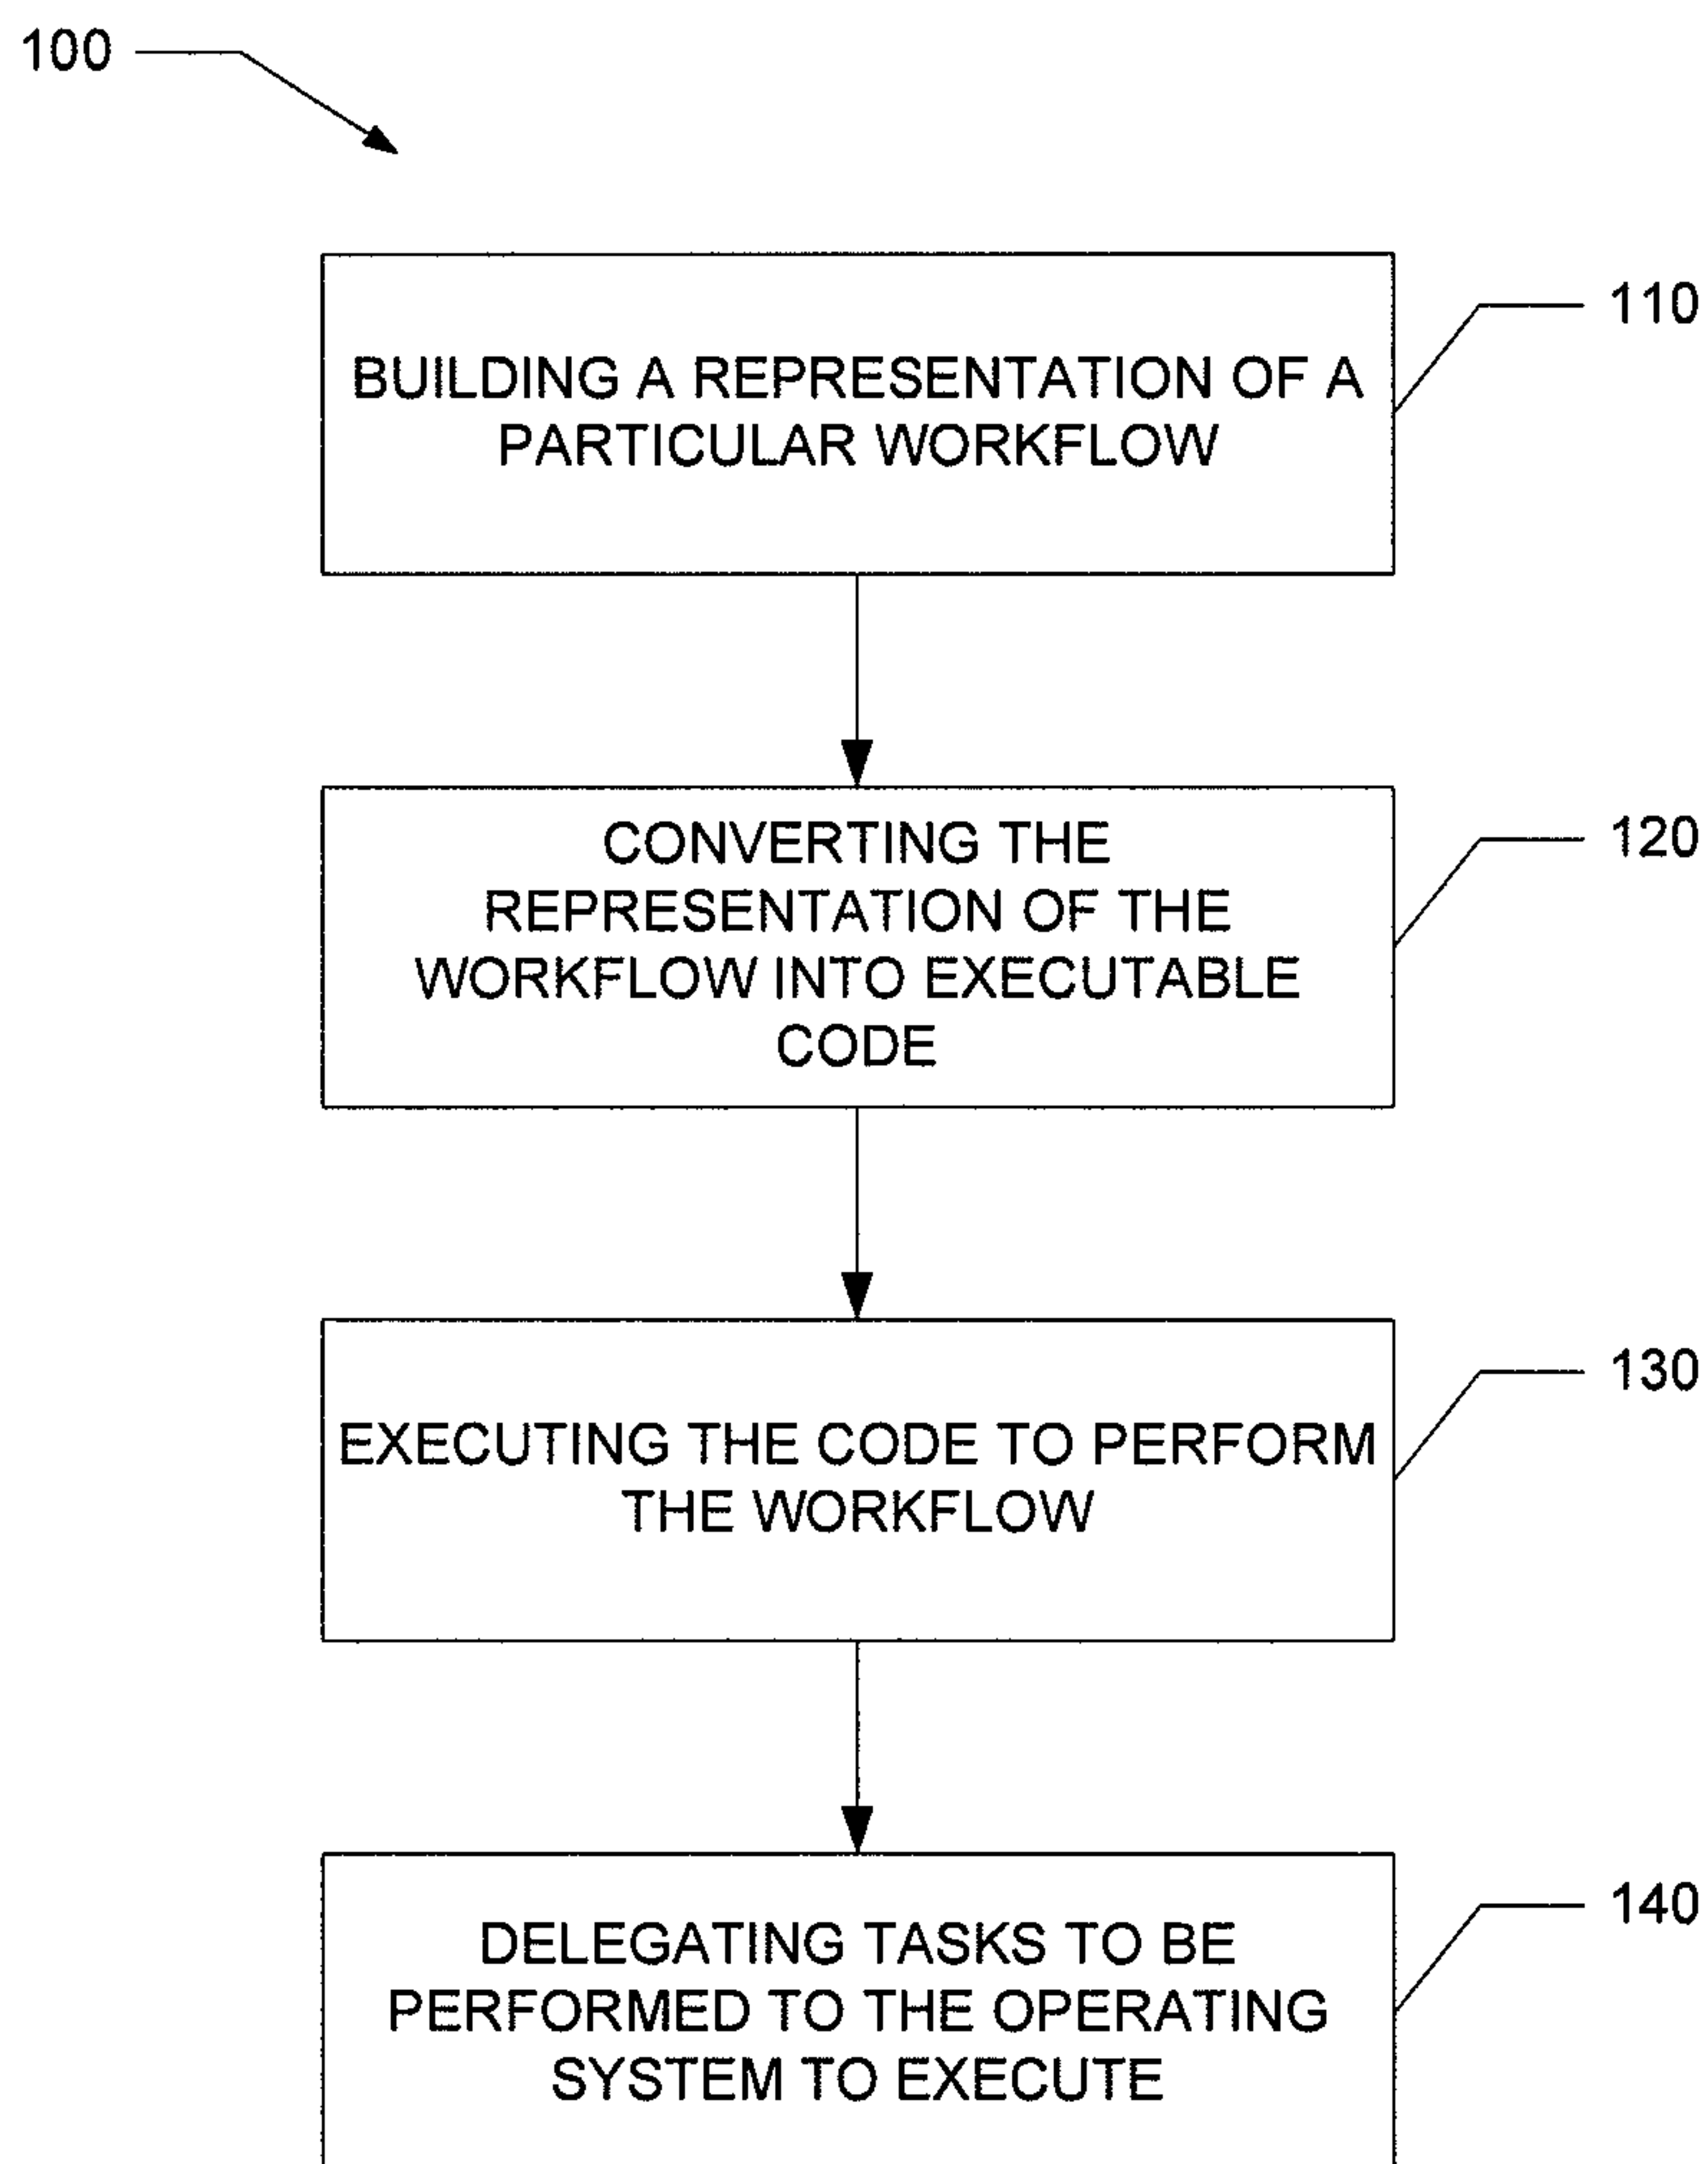 100
110
BUILDING A REPRESENTATION OF A
PARTICULAR WORKFLOW
120
CONVERTING THE
REPRESENTATION OF THE
WORKFLOW INTO EXECUTABLE
CODE
130
EXECUTING THE CODE TO PERFORM
THE WORKFLOW
140
DELEGATING TASKS TO BE
PERFORMED TO THE OPERATING
SYSTEM TO EXECUTE